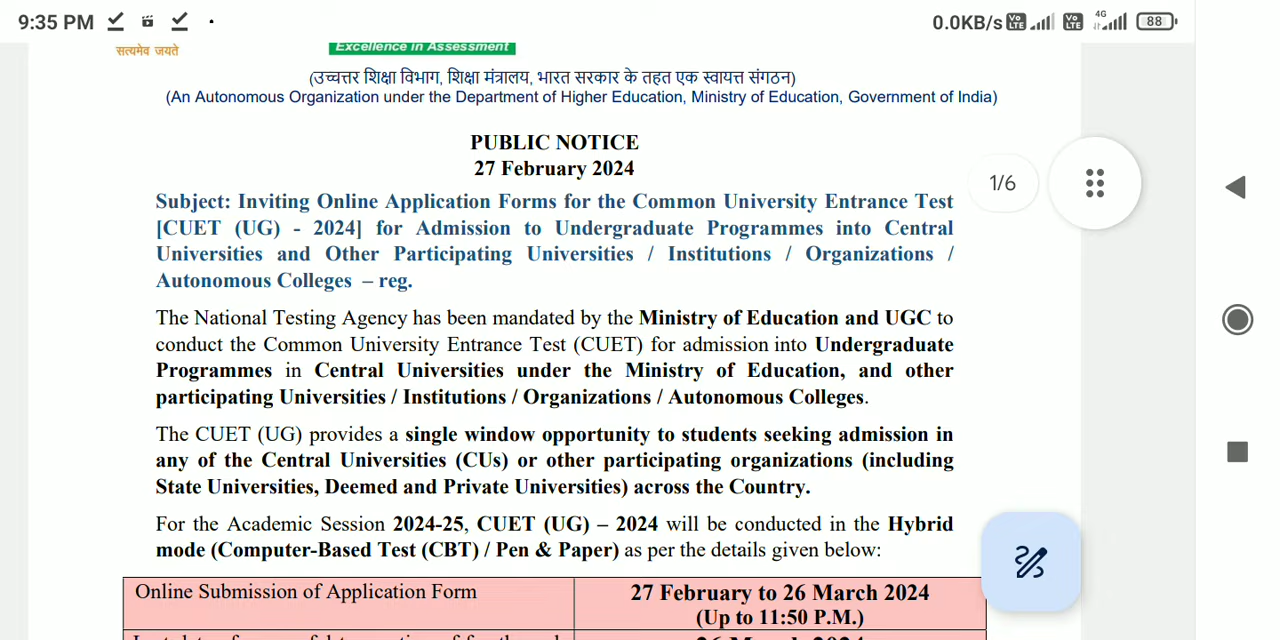 9:35 PM
0.0KB/s
Vo LTE
Vo LTE
4G
88
सत्यमेव जयते
Excellence in Assessment
(उच्चत्तर शिक्षा विभाग, शिक्षा मंत्रालय, भारत सरकार के तहत एक स्वायत्त संगठन)
(An Autonomous Organization under the Department of Higher Education, Ministry of Education, Government of India)
PUBLIC NOTICE
27 February 2024
1/6
Subject: Inviting Online Application Forms for the Common University Entrance Test
[CUET (UG) - 2024] for Admission to Undergraduate Programmes into Central
Universities and Other Participating Universities / Institutions / Organizations /
Autonomous Colleges – reg.
The National Testing Agency has been mandated by the Ministry of Education and UGC to
conduct the Common University Entrance Test (CUET) for admission into Undergraduate
Programmes in Central Universities under the Ministry of Education, and other
participating Universities / Institutions / Organizations / Autonomous Colleges.
The CUET (UG) provides a single window opportunity to students seeking admission in
any of the Central Universities (CUs) or other participating organizations (including
State Universities, Deemed and Private Universities) across the Country.
For the Academic Session 2024-25, CUET (UG) – 2024 will be conducted in the Hybrid
mode (Computer-Based Test (CBT) / Pen & Paper) as per the details given below:
Online Submission of Application Form
27 February to 26 March 2024
(Up to 11:50 P.M.)
26 March 2024